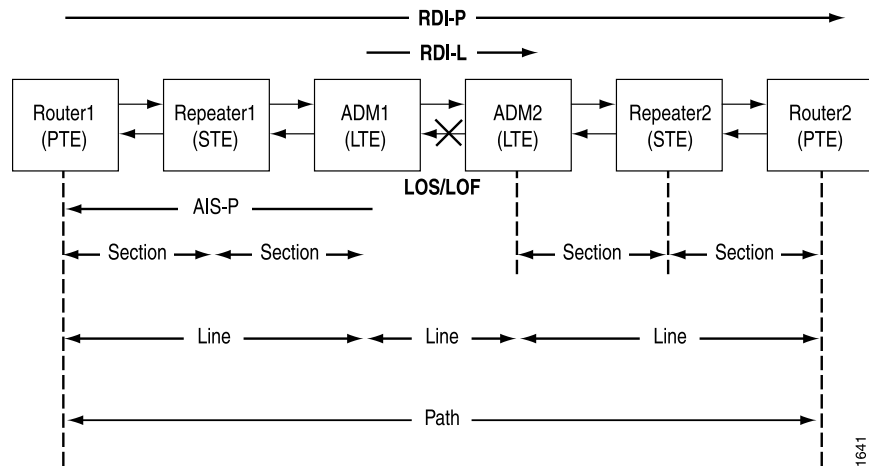 RDI-P
RDI-L
Router1
(PTE)
Repeater1
(STE)
ADM1
(LTE)
ADM2
(LTE)
Repeater2
(STE)
Router2
(PTE)
LOS/LOF
AIS-P
Section
Section
Section
Section
Line
Line
Line
Path
1641